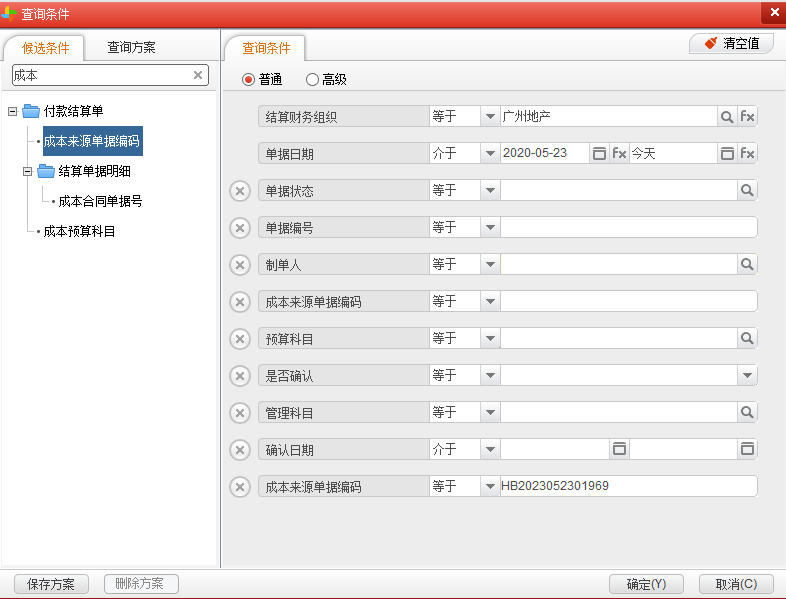 查询条件
候选条件 查询方案
成本
付款结算单
成本来源单据编码
结算单据明细
成本合同单据号
成本预算科目
查询条件 清空值
普通 高级
结算财务组织 等于 广州地产 fx
单据日期 介于 2020-05-23 fx 今天 fx
单据状态 等于
单据编号 等于
制单人 等于
成本来源单据编码 等于
预算科目 等于
是否确认 等于
管理科目 等于
确认日期 介于
成本来源单据编码 等于 HB2023052301969
保存方案 删除方案 确定(Y) 取消(C)